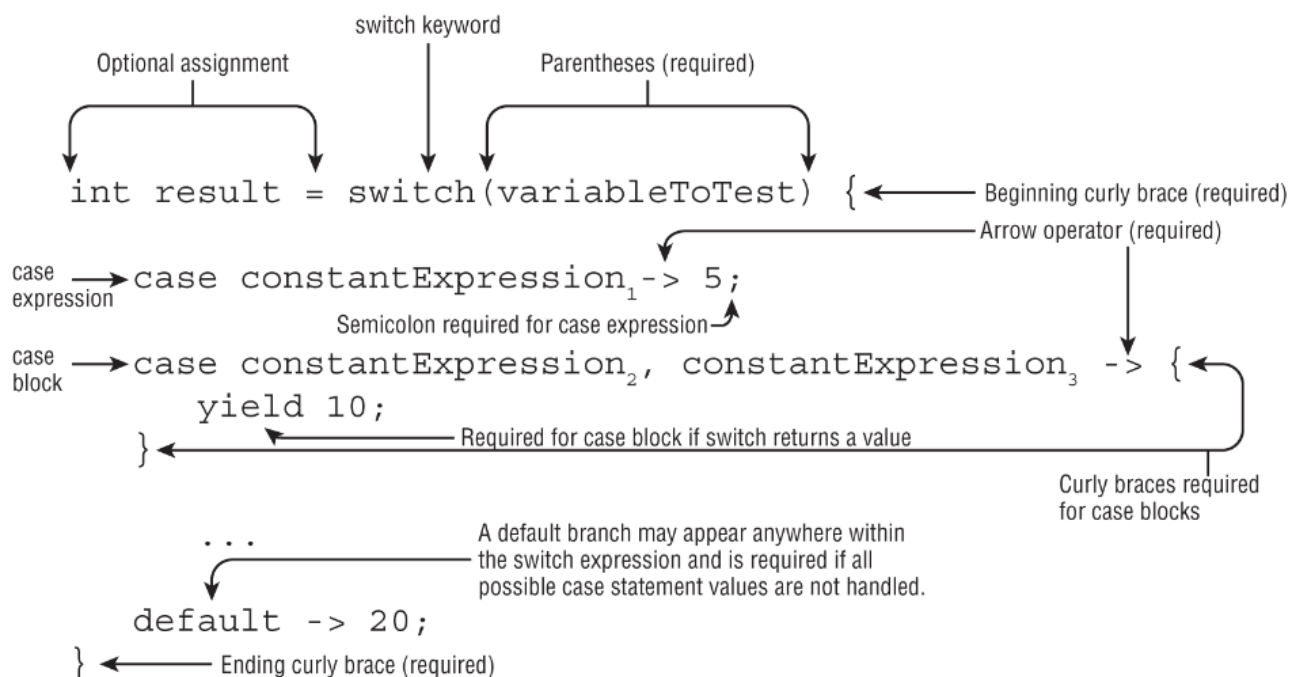 switch keyword
Optional assignment
Parentheses (required)
int result = switch(variableToTest) {
Beginning curly brace (required)
Arrow operator (required)
case
expression
case constantExpression₁-> 5;
Semicolon required for case expression
case
block
case constantExpression₂, constantExpression₃ -> {
yield 10;
Required for case block if switch returns a value
}
Curly braces required
for case blocks
...
A default branch may appear anywhere within
the switch expression and is required if all
possible case statement values are not handled.
default -> 20;
}
Ending curly brace (required)